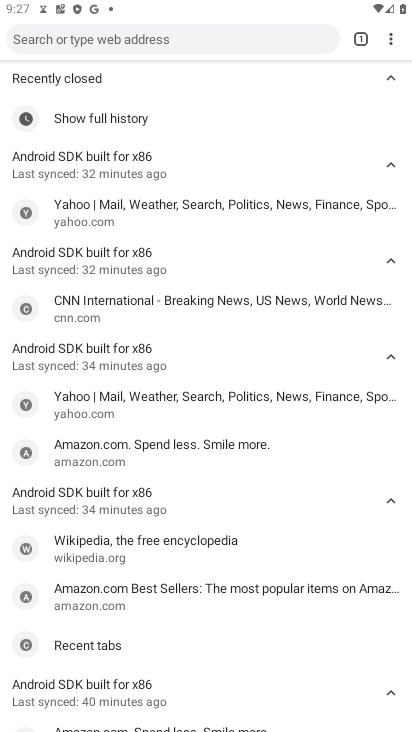 9:27
G
Search or type web address
1
Recently closed
Show full history
Android SDK built for x86
Last synced: 32 minutes ago
Y
Yahoo | Mail, Weather, Search, Politics, News, Finance, Spo...
yahoo.com
Android SDK built for x86
Last synced: 32 minutes ago
C
CNN International - Breaking News, US News, World News...
cnn.com
Android SDK built for x86
Last synced: 34 minutes ago
Y
Yahoo | Mail, Weather, Search, Politics, News, Finance, Spo...
yahoo.com
A
Amazon.com. Spend less. Smile more.
amazon.com
Android SDK built for x86
Last synced: 34 minutes ago
W
Wikipedia, the free encyclopedia
wikipedia.org
A
Amazon.com Best Sellers: The most popular items on Amaz...
amazon.com
C
Recent tabs
Android SDK built for x86
Last synced: 40 minutes ago
Amazon.com. Spend less. Smile more.